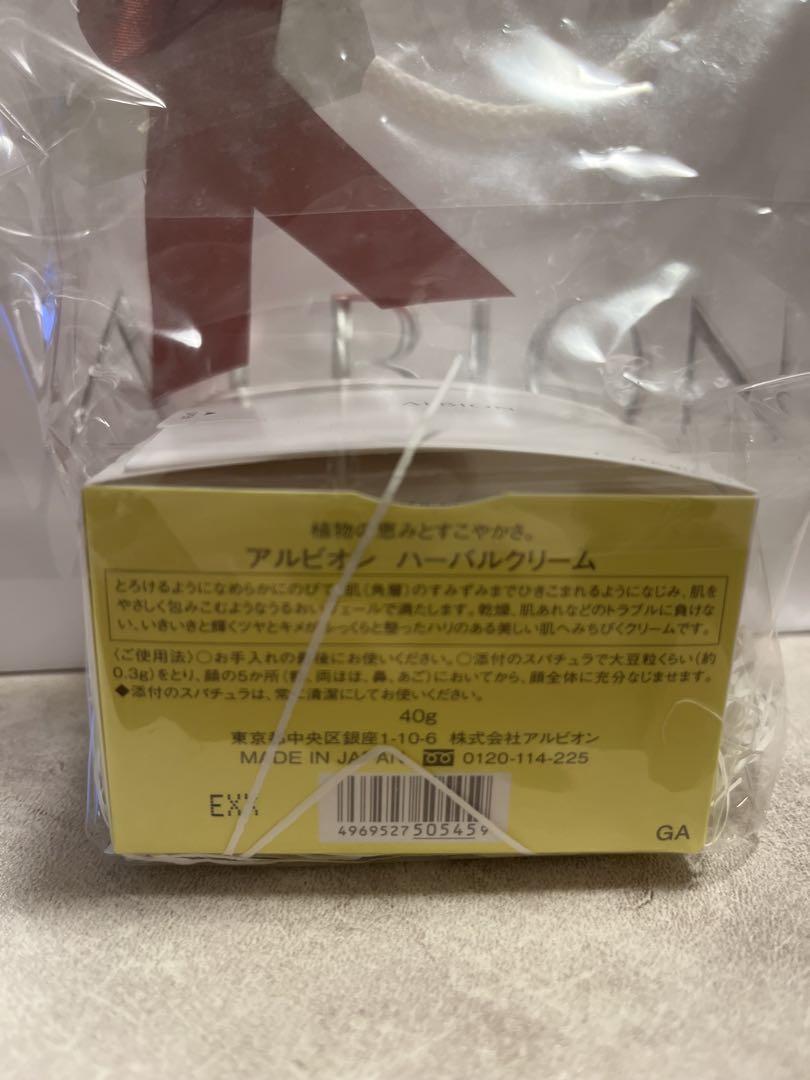 ALBION
ALBION
植物の恵みとすこやかさ。
アルビオン ハーバルクリーム
とろけるようになめらかにのびて、肌(角層)のすみずみまでひきこまれるようになじみ、肌を
やさしく包みこむようなうるおいヴェールで満たします。乾燥、肌あれなどのトラブルに負けな
い、いきいきと輝くツヤとキメがふっくらと整ったハリのある美しい肌へみちびくクリームです。
〈ご使用法〉○お手入れの最後にお使いください。○添付のスパチュラで大豆粒くらい(約
0.3g)をとり、顔の5か所(額、両ほほ、鼻、あご)においてから、顔全体に充分なじませます。
◆添付のスパチュラは、常に清潔にしてお使いください。
40g
東京都中央区銀座1-10-6 株式会社アルビオン
MADE IN JAPAN 0120-114-225
EXK
4969527505459
GA